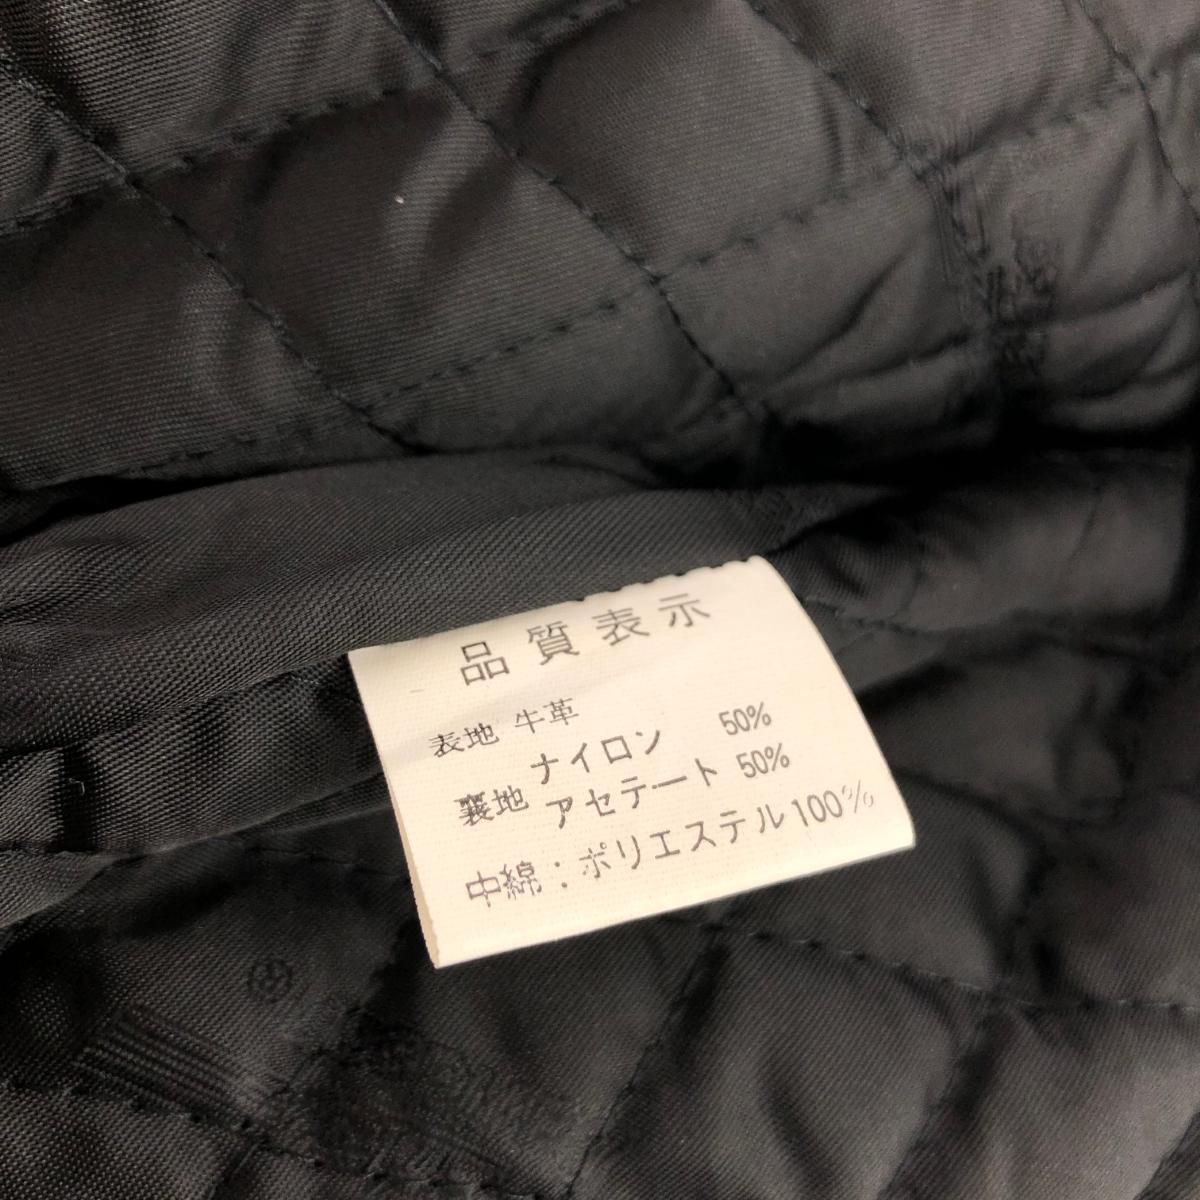 品質表示
表地 牛革
ナイロン 50%
裏地
アセテート 50%
中綿：ポリエステル100%